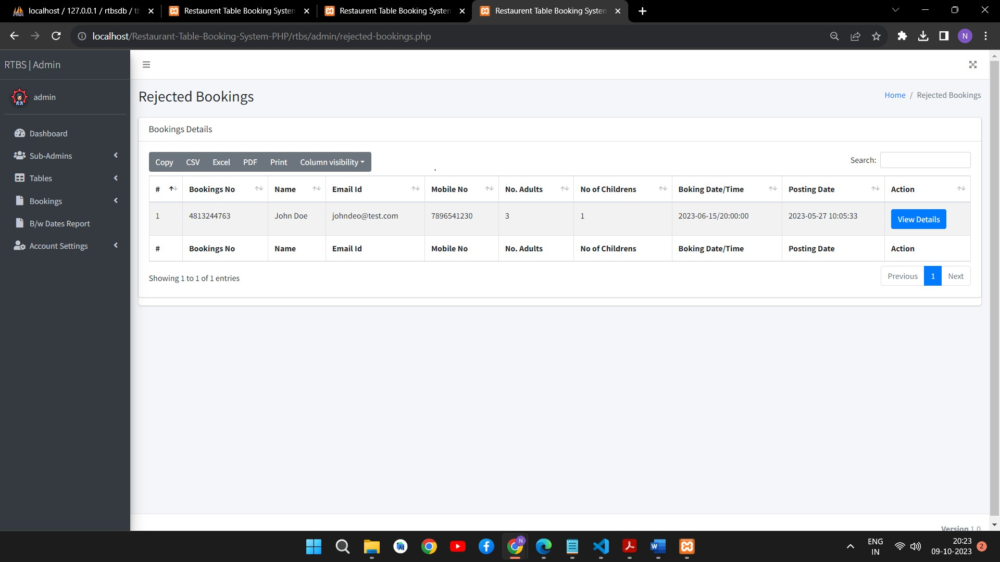 localhost / 127.0.0.1 / rtbsdb / tb
Restaurent Table Booking System
Restaurent Table Booking System
Restaurent Table Booking System
localhost/Restaurant-Table-Booking-System-PHP/rtbs/admin/rejected-bookings.php
N
RTBS | Admin
admin
Dashboard
Sub-Admins
Tables
Bookings
B/w Dates Report
Account Settings
Rejected Bookings
Home / Rejected Bookings
Bookings Details
Copy CSV Excel PDF Print Column visibility
Search:
# Bookings No Name Email Id Mobile No No. Adults No of Childrens Boking Date/Time Posting Date Action
1 4813244763 John Doe johndeo@test.com 7896541230 3 1 2023-06-15/20:00:00 2023-05-27 10:05:33 View Details
# Bookings No Name Email Id Mobile No No. Adults No of Childrens Boking Date/Time Posting Date Action
Showing 1 to 1 of 1 entries
Previous 1 Next
Version 1.0
N
ENG
IN
20:23
09-10-2023
2